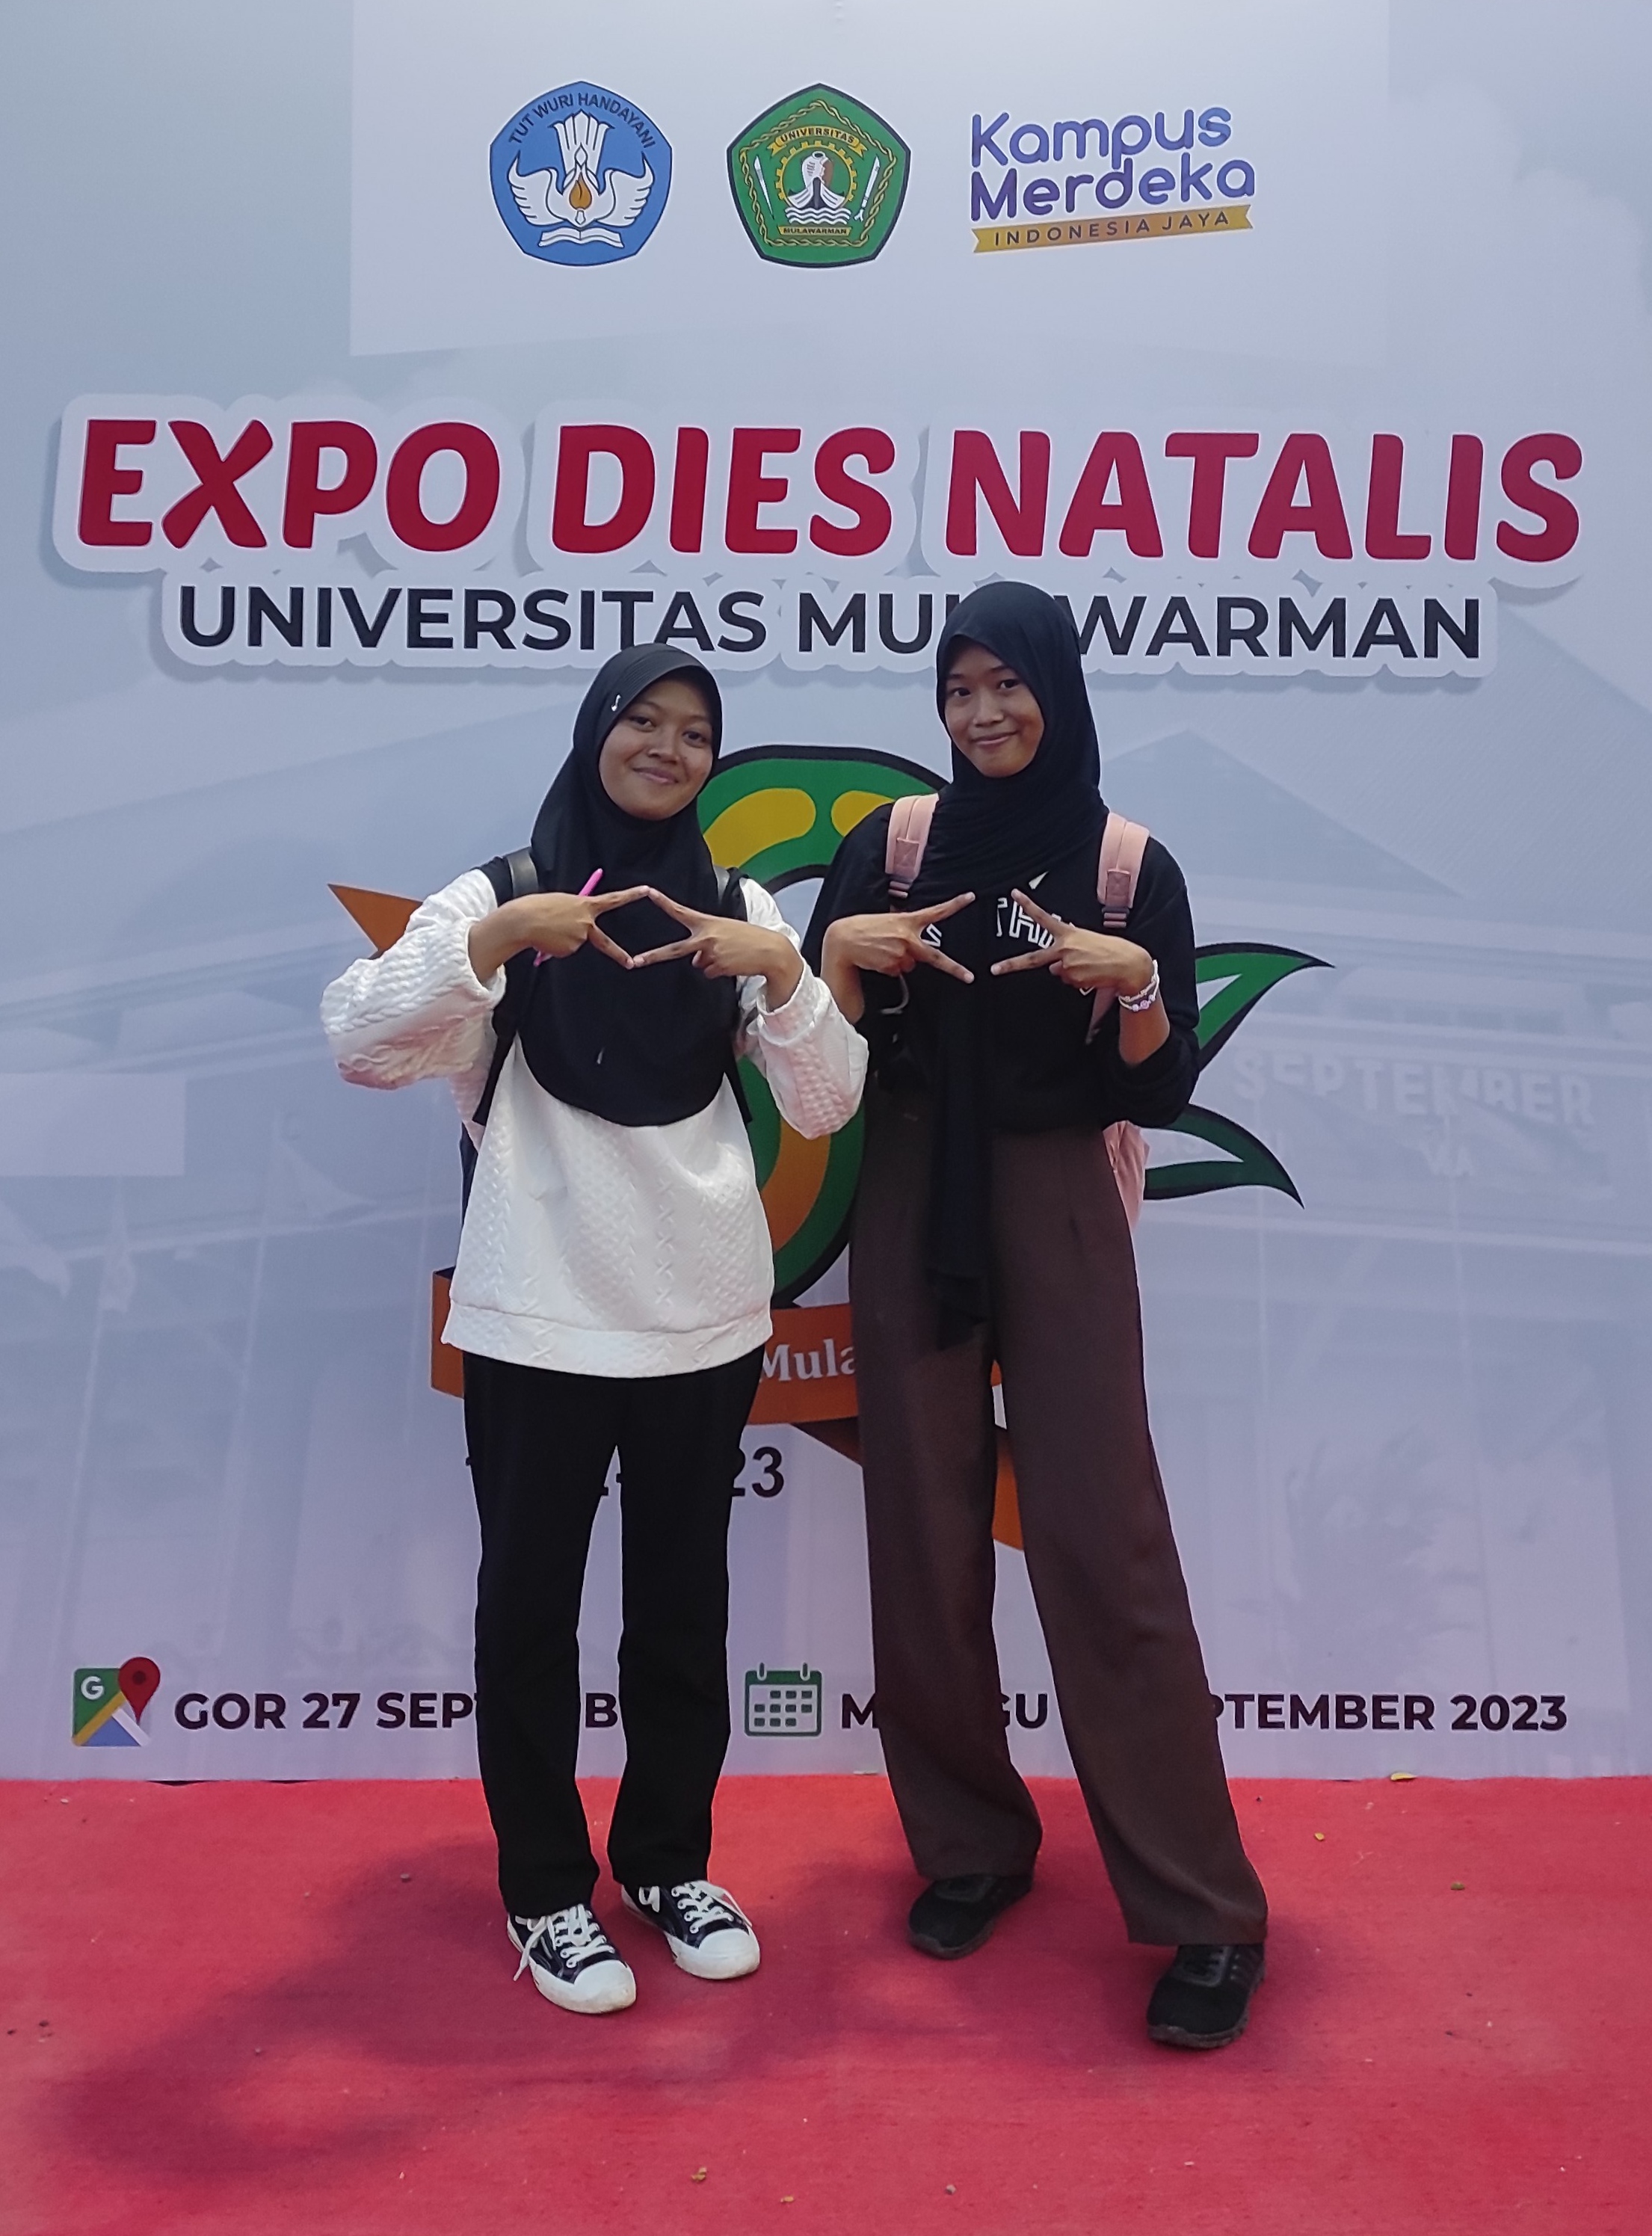 TUT WURI HANDAYANI
UNIVERSITAS
MULAWARMAN
Kampus
Merdeka
INDONESIA JAYA
EXPO DIES NATALIS
UNIVERSITAS MU WARMAN
SEPTEMBER
Mula
23
GOR 27 SEPT B
M GU PTEMBER 2023